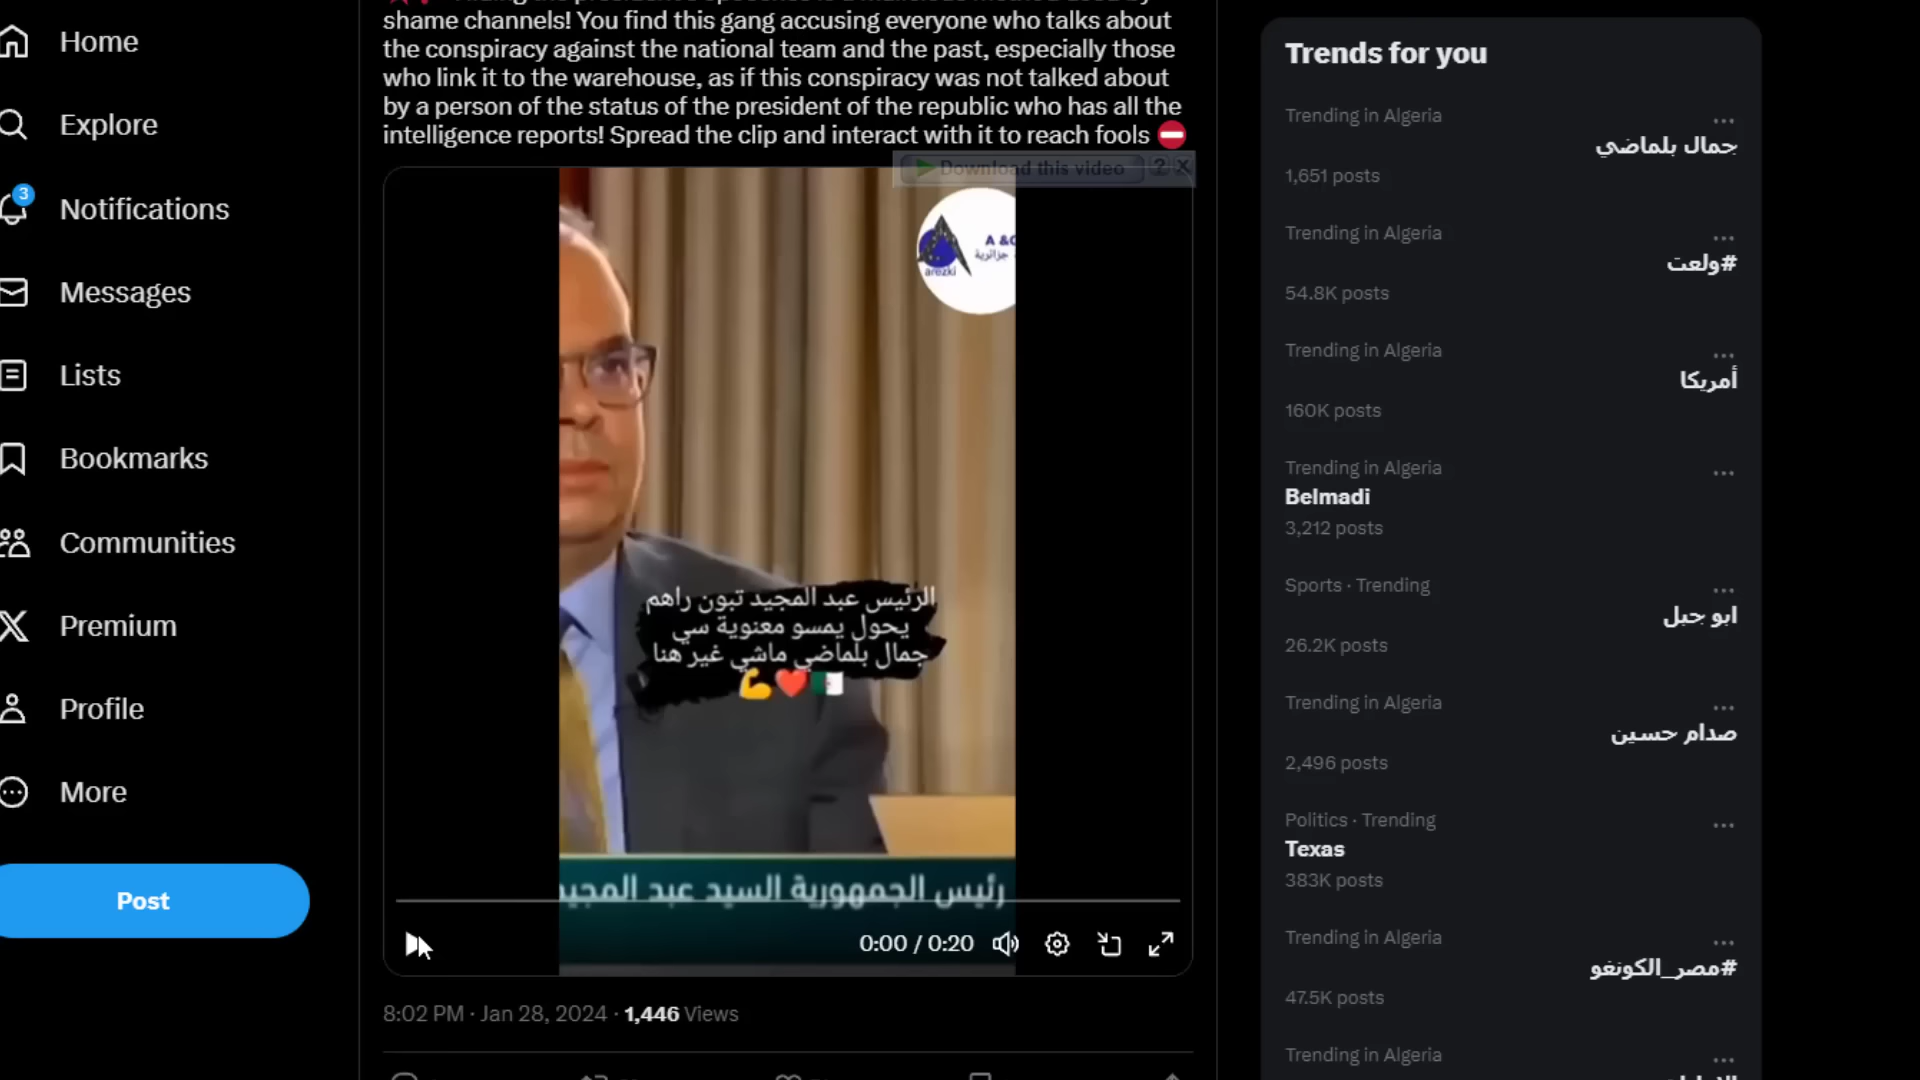 Home
Explore
3
Notifications
Messages
Lists
Bookmarks
Communities
Premium
Profile
More
Post
shame channels! You find this gang accusing everyone who talks about
the conspiracy against the national team and the past, especially those
who link it to the warehouse, as if this conspiracy was not talked about
by a person of the status of the president of the republic who has all the
intelligence reports! Spread the clip and interact with it to reach fools ⛔
Download this video
?
A &
جزائرية
arezki
الرئيس عبد المجيد تبون راهم
يحول يمسو معنوية سي
جمال بلماضي ماشي غير هنا
💪❤️🇩🇿
رئيس الجمهورية السيد عبد المجيد
0:00 / 0:20
8:02 PM · Jan 28, 2024 · 1,446 Views
Trends for you
Trending in Algeria
جمال بلماضي
1,651 posts
Trending in Algeria
#ولعت
54.8K posts
Trending in Algeria
أمريكا
160K posts
Trending in Algeria
Belmadi
3,212 posts
Sports · Trending
ابو جبل
26.2K posts
Trending in Algeria
صدام حسين
2,496 posts
Politics · Trending
Texas
383K posts
Trending in Algeria
#مصر_الكونغو
47.5K posts
Trending in Algeria